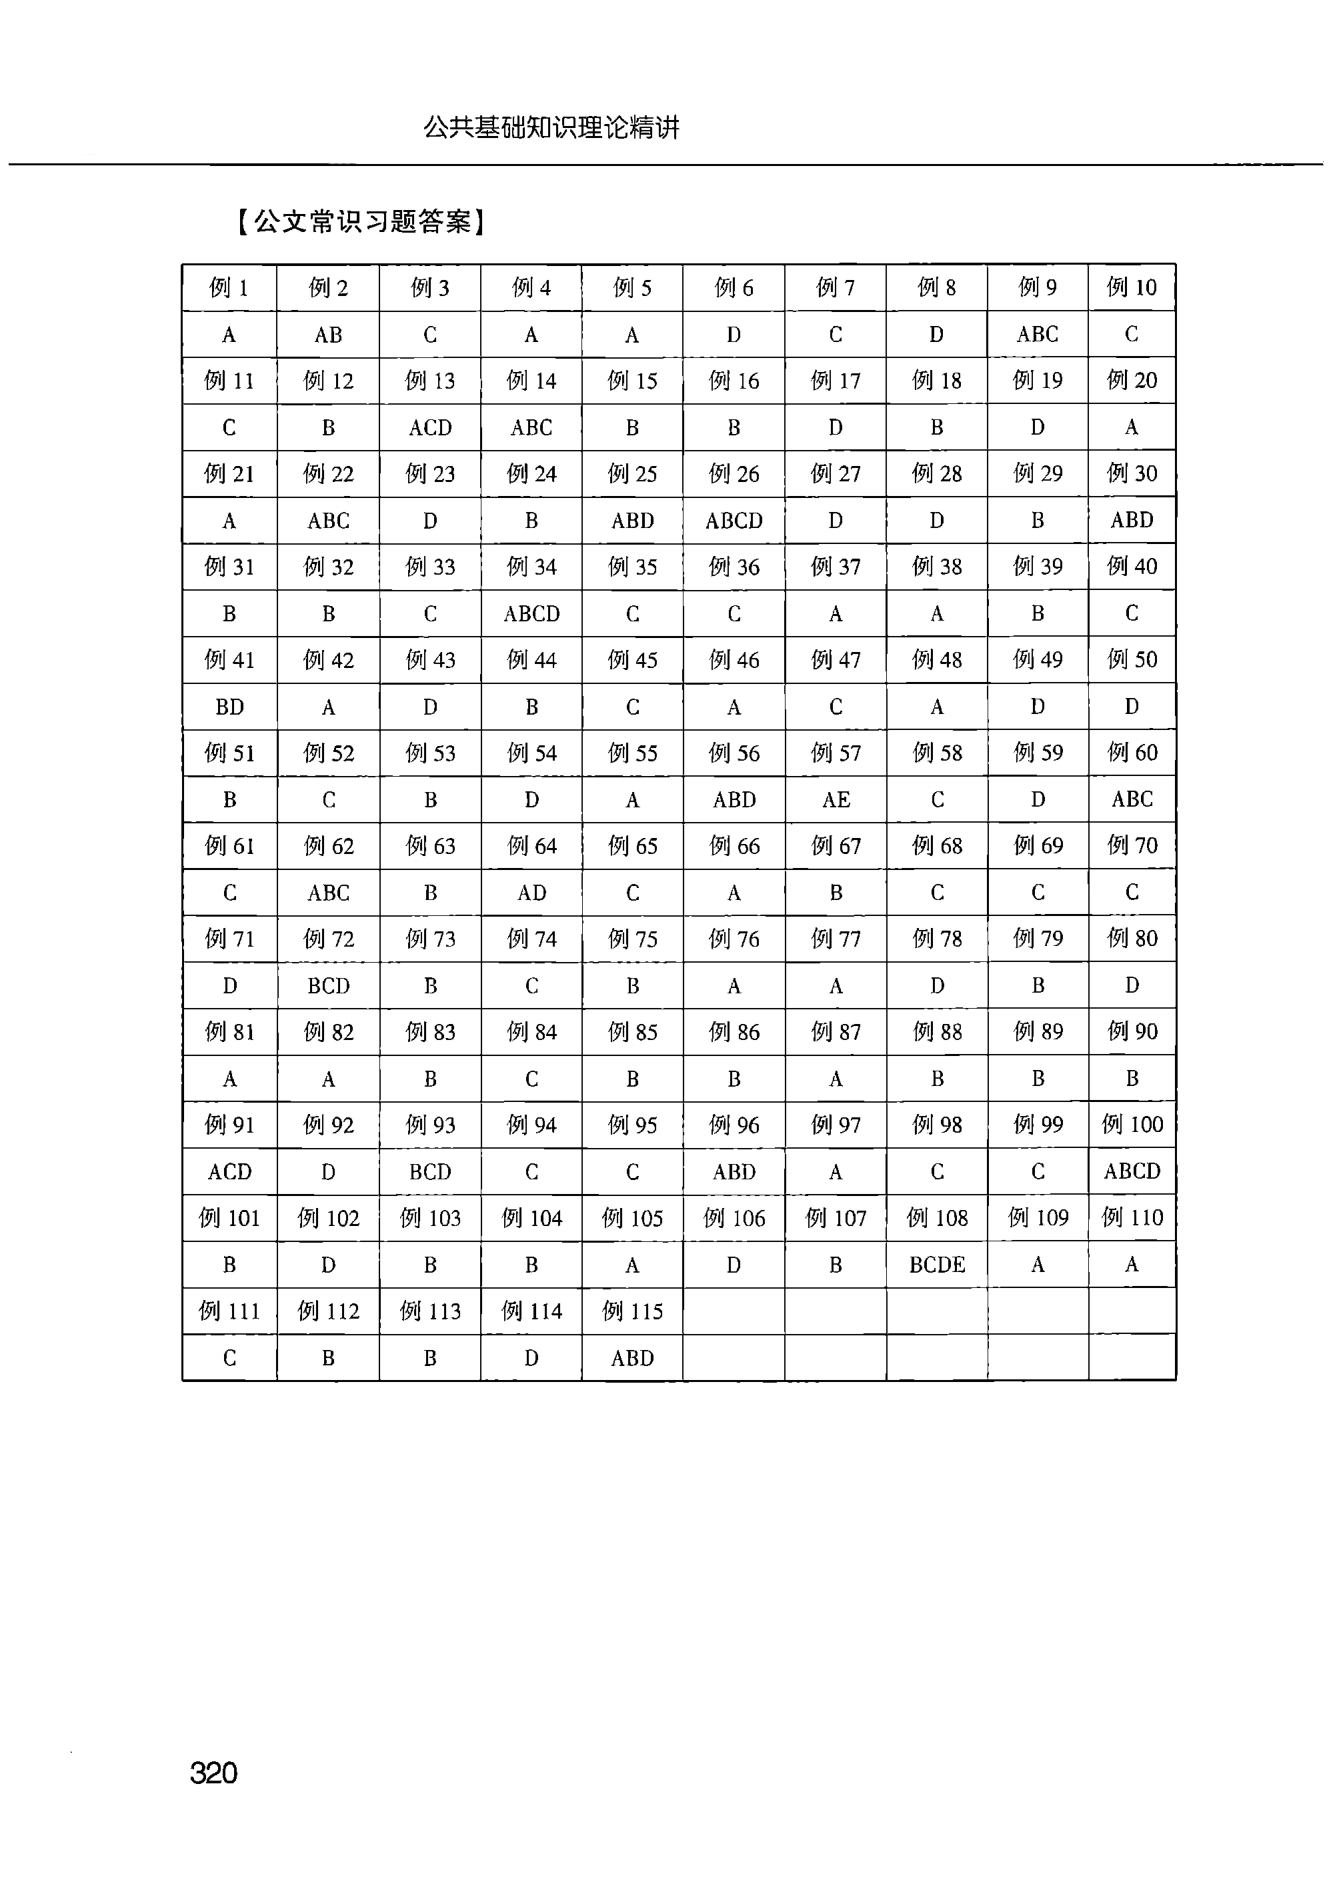 公共基础知识理论精讲
【公文常识习题答案】
例 1 例 2 例 3 例 4 例 5 例 6 例 7 例 8 例 9 例 10
A AB C A A D C D ABC C
例 11 例 12 例 13 例 14 例 15 例 16 例 17 例 18 例 19 例 20
C B ACD ABC B B D B D A
例 21 例 22 例 23 例 24 例 25 例 26 例 27 例 28 例 29 例 30
A ABC D B ABD ABCD D D B ABD
例 31 例 32 例 33 例 34 例 35 例 36 例 37 例 38 例 39 例 40
B B C ABCD C C A A B C
例 41 例 42 例 43 例 44 例 45 例 46 例 47 例 48 例 49 例 50
BD A D B C A C A D D
例 51 例 52 例 53 例 54 例 55 例 56 例 57 例 58 例 59 例 60
B C B D A ABD AE C D ABC
例 61 例 62 例 63 例 64 例 65 例 66 例 67 例 68 例 69 例 70
C ABC B AD C A B C C C
例 71 例 72 例 73 例 74 例 75 例 76 例 77 例 78 例 79 例 80
D BCD B C B A A D B D
例 81 例 82 例 83 例 84 例 85 例 86 例 87 例 88 例 89 例 90
A A B C B B A B B B
例 91 例 92 例 93 例 94 例 95 例 96 例 97 例 98 例 99 例 100
ACD D BCD C C ABD A C C ABCD
例 101 例 102 例 103 例 104 例 105 例 106 例 107 例 108 例 109 例 110
B D B B A D B BCDE A A
例 111 例 112 例 113 例 114 例 115
C B B D ABD
320